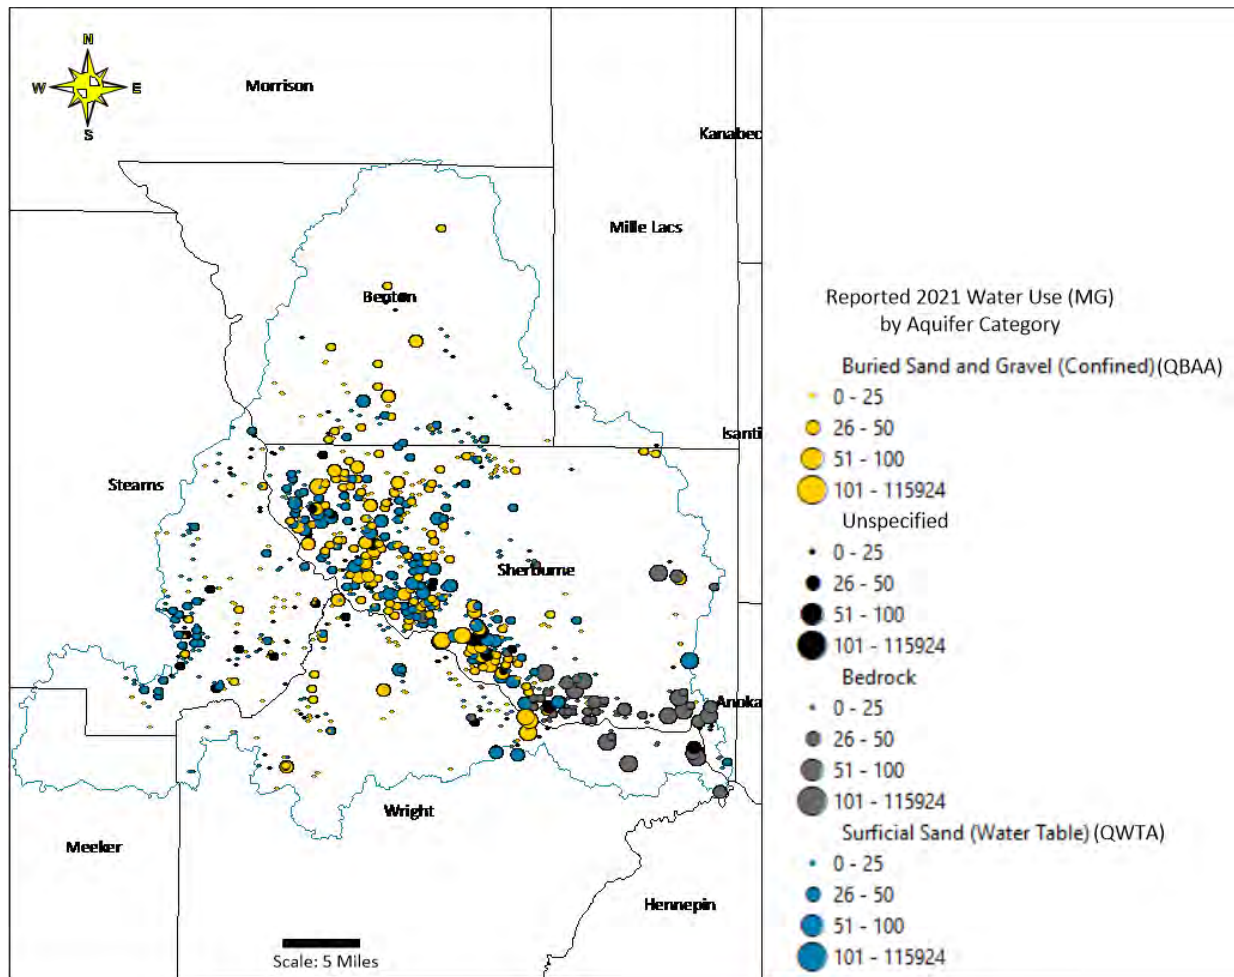 N
W
E
S
Morrison
Kanabec
Mille Lacs
Benton
Isanti
Stearns
Sherburne
Anoka
Wright
Meeker
Hennepin
Scale: 5 Miles
Reported 2021 Water Use (MG)
by Aquifer Category
Buried Sand and Gravel (Confined) (QBAA)
0 - 25
26 - 50
51 - 100
101 - 115924
Unspecified
0 - 25
26 - 50
51 - 100
101 - 115924
Bedrock
0 - 25
26 - 50
51 - 100
101 - 115924
Surficial Sand (Water Table) (QWTA)
0 - 25
26 - 50
51 - 100
101 - 115924